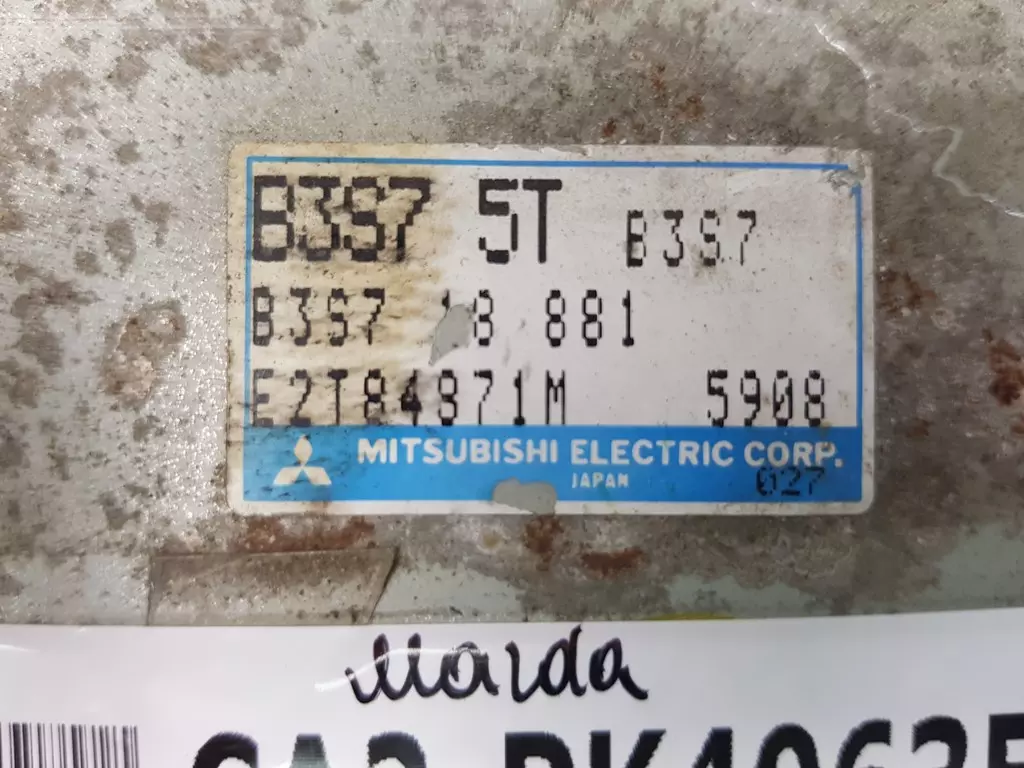 B3S7 5T B3S7
B3S7 18 881
E2T84871M 5908
MITSUBISHI ELECTRIC CORP.
JAPAN 027
Mazda